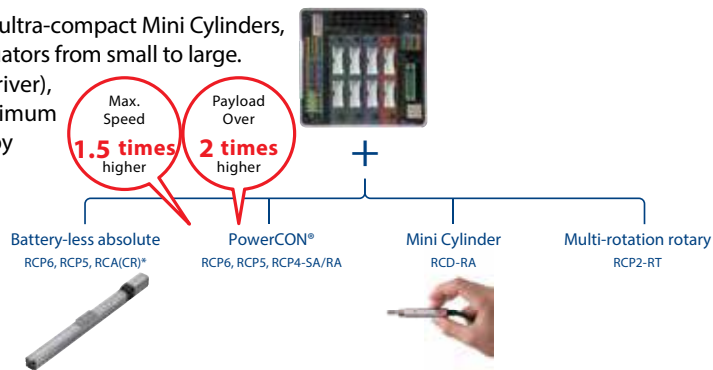 ultra-compact Mini Cylinders,
ators from small to large.
river),
imum
by
Max.
Speed
1.5 times
higher
Payload
Over
2 times
higher
+
Battery-less absolute
RCP6, RCP5, RCA(CR)*
PowerCON®
RCP6, RCP5, RCP4-SA/RA
Mini Cylinder
RCD-RA
Multi-rotation rotary
RCP2-RT